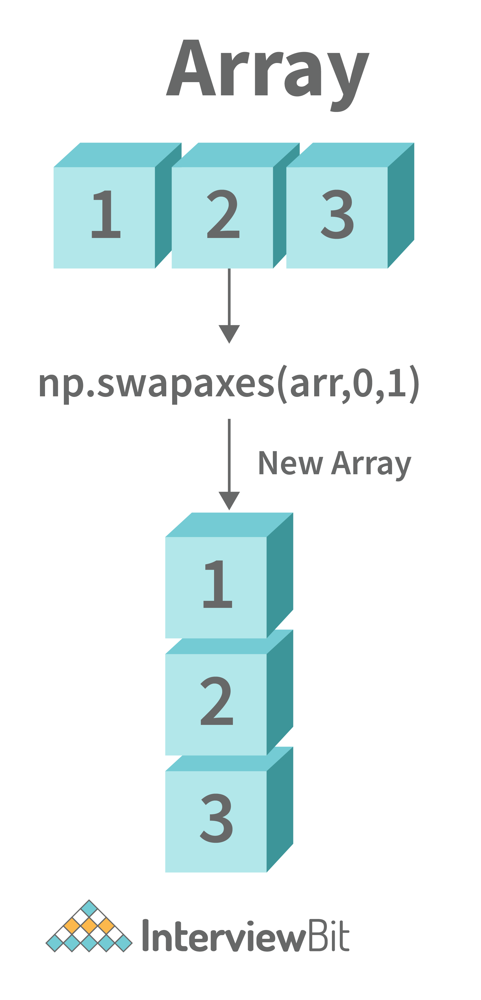 Array
1 2 3
np.swapaxes(arr,0,1)
New Array
1
2
3
InterviewBit